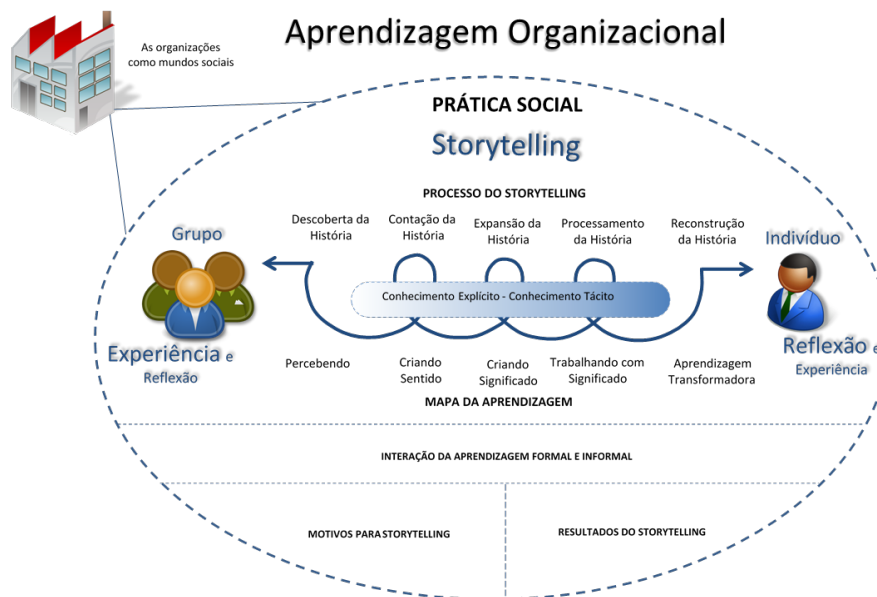 Aprendizagem Organizacional
As organizações
como mundos sociais
PRÁTICA SOCIAL
Storytelling
PROCESSO DO STORYTELLING
Descoberta da
História
Contação da
História
Expansão da
História
Processamento
da História
Reconstrução
da História
Grupo
Indivíduo
Conhecimento Explícito - Conhecimento Tácito
Experiência e
Reflexão
Reflexão e
Experiência
Percebendo
Criando
Sentido
Criando
Significado
Trabalhando com
Significado
Aprendizagem
Transformadora
MAPA DA APRENDIZAGEM
INTERAÇÃO DA APRENDIZAGEM FORMAL E INFORMAL
MOTIVOS PARA STORYTELLING
RESULTADOS DO STORYTELLING